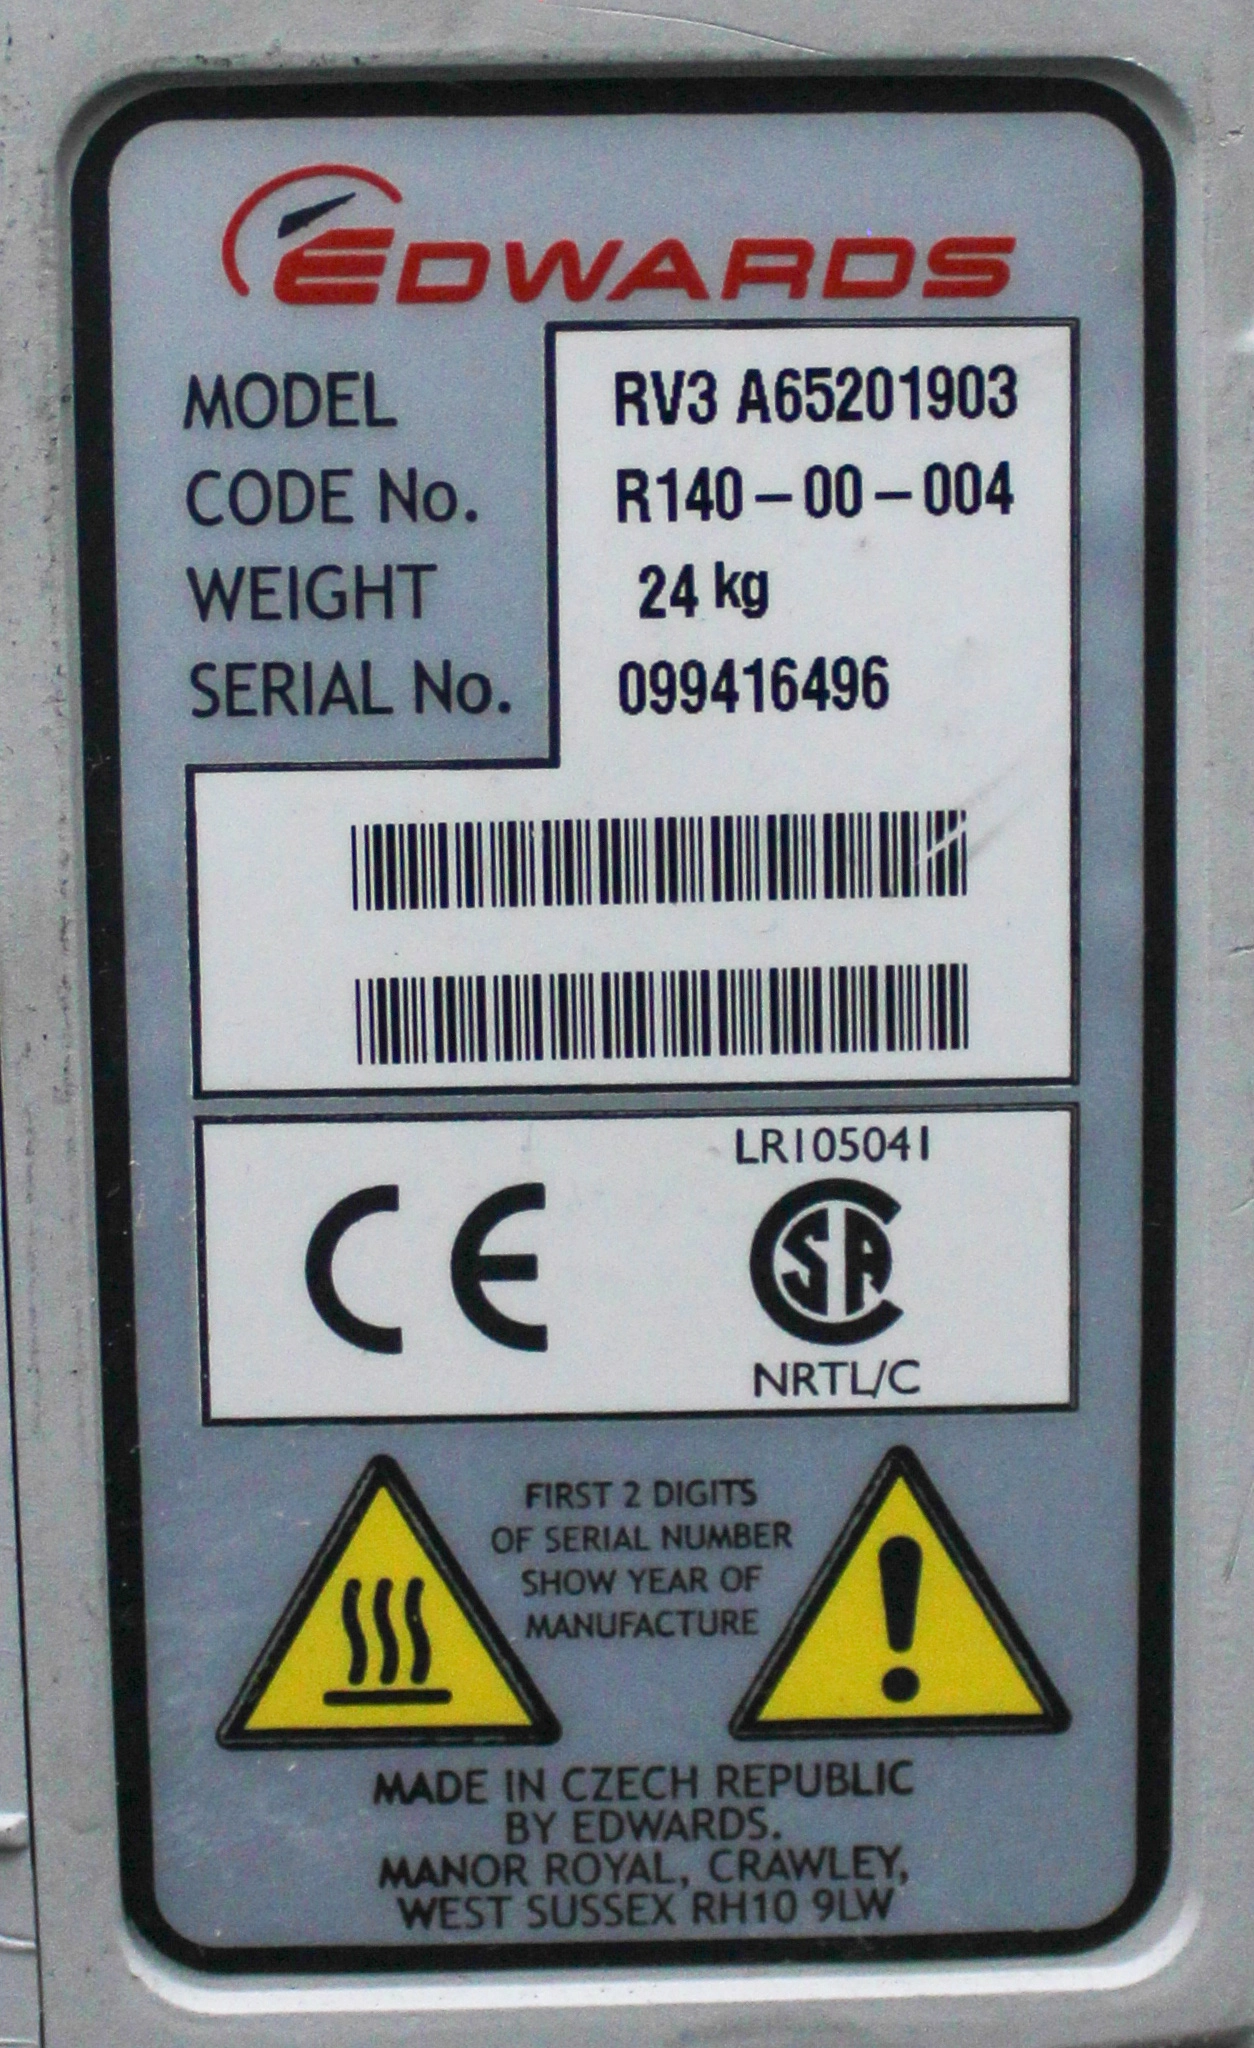 EDWARDS
MODEL RV3 A65201903
CODE No. R140-00-004
WEIGHT 24 kg
SERIAL No. 099416496
LR105041
CE CSA
NRTL/C
FIRST 2 DIGITS
OF SERIAL NUMBER
SHOW YEAR OF
MANUFACTURE
MADE IN CZECH REPUBLIC
BY EDWARDS.
MANOR ROYAL, CRAWLEY,
WEST SUSSEX RH10 9LW